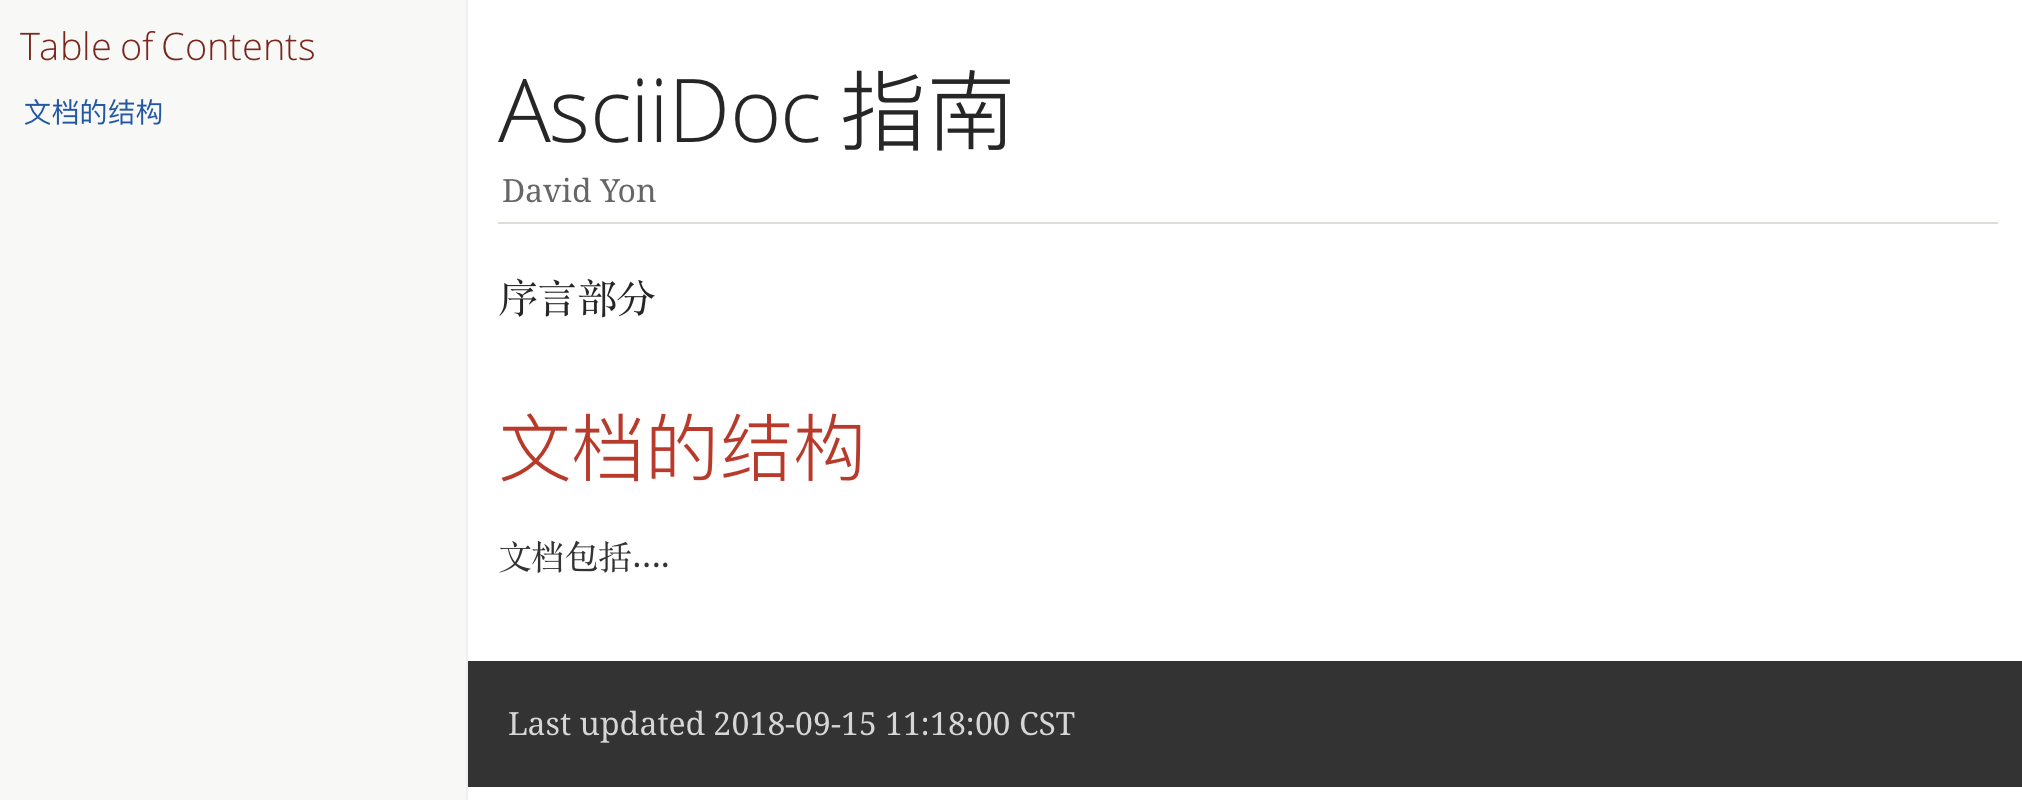 Table of Contents
文档的结构
AsciiDoc 指南
David Yon
序言部分
文档的结构
文档包括....
Last updated 2018-09-15 11:18:00 CST